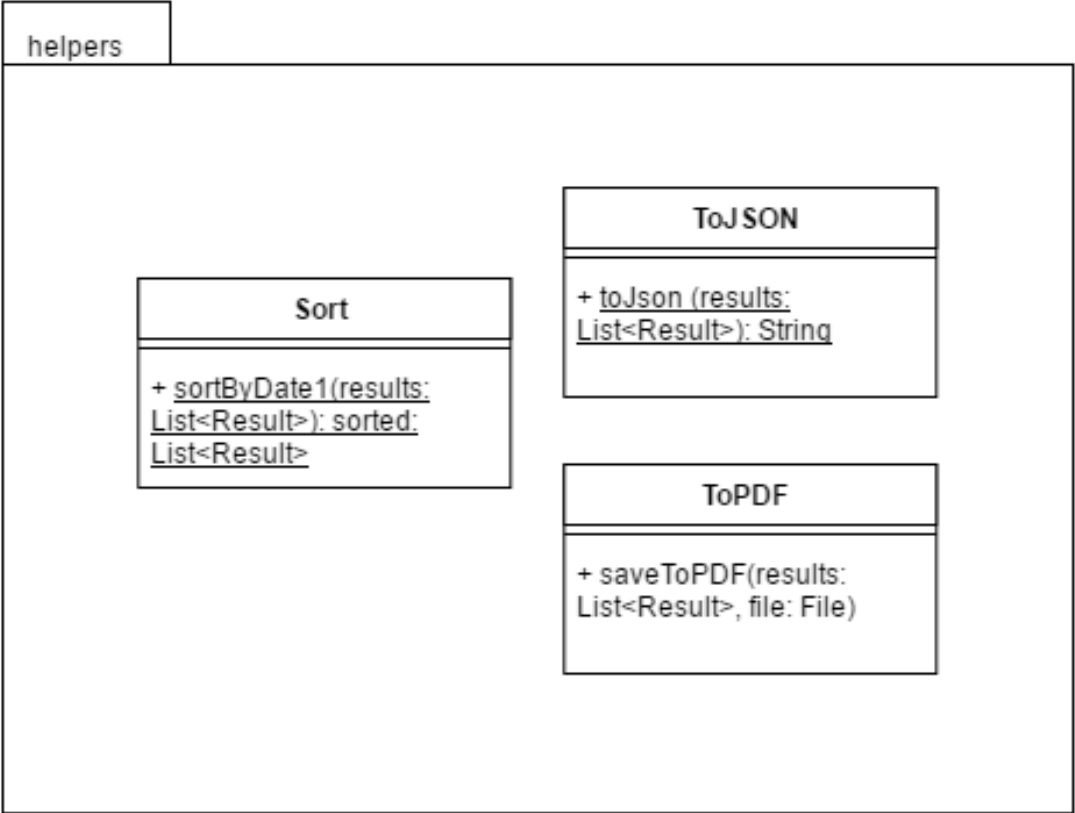 helpers
ToJSON
+ toJson (results:
List<Result>): String
Sort
+ sortByDate1(results:
List<Result>): sorted:
List<Result>
ToPDF
+ saveToPDF(results:
List<Result>, file: File)